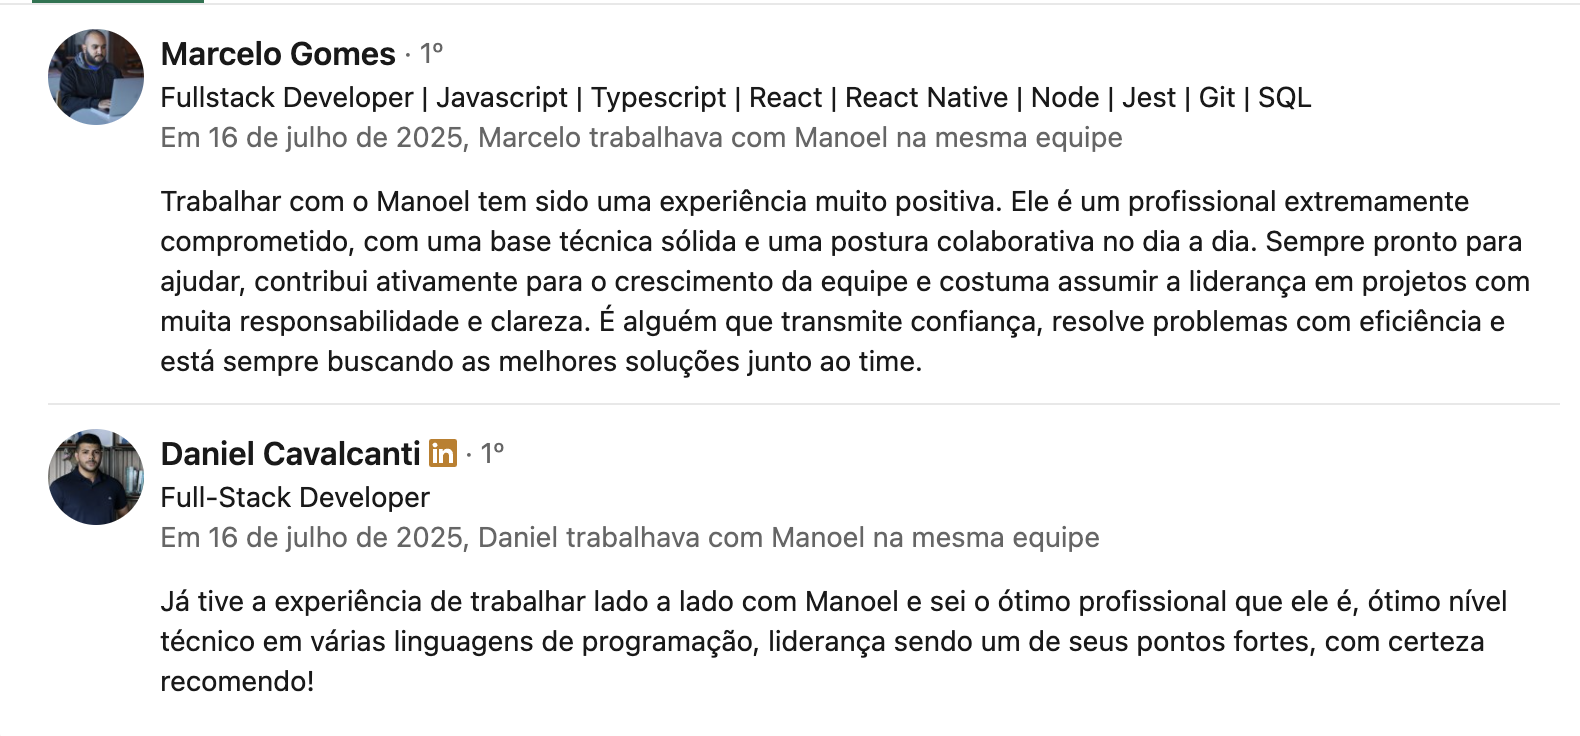 Marcelo Gomes · 1º
Fullstack Developer | Javascript | Typescript | React | React Native | Node | Jest | Git | SQL
Em 16 de julho de 2025, Marcelo trabalhava com Manoel na mesma equipe
Trabalhar com o Manoel tem sido uma experiência muito positiva. Ele é um profissional extremamente
comprometido, com uma base técnica sólida e uma postura colaborativa no dia a dia. Sempre pronto para
ajudar, contribui ativamente para o crescimento da equipe e costuma assumir a liderança em projetos com
muita responsabilidade e clareza. É alguém que transmite confiança, resolve problemas com eficiência e
está sempre buscando as melhores soluções junto ao time.
Daniel Cavalcanti in · 1º
Full-Stack Developer
Em 16 de julho de 2025, Daniel trabalhava com Manoel na mesma equipe
Já tive a experiência de trabalhar lado a lado com Manoel e sei o ótimo profissional que ele é, ótimo nível
técnico em várias linguagens de programação, liderança sendo um de seus pontos fortes, com certeza
recomendo!